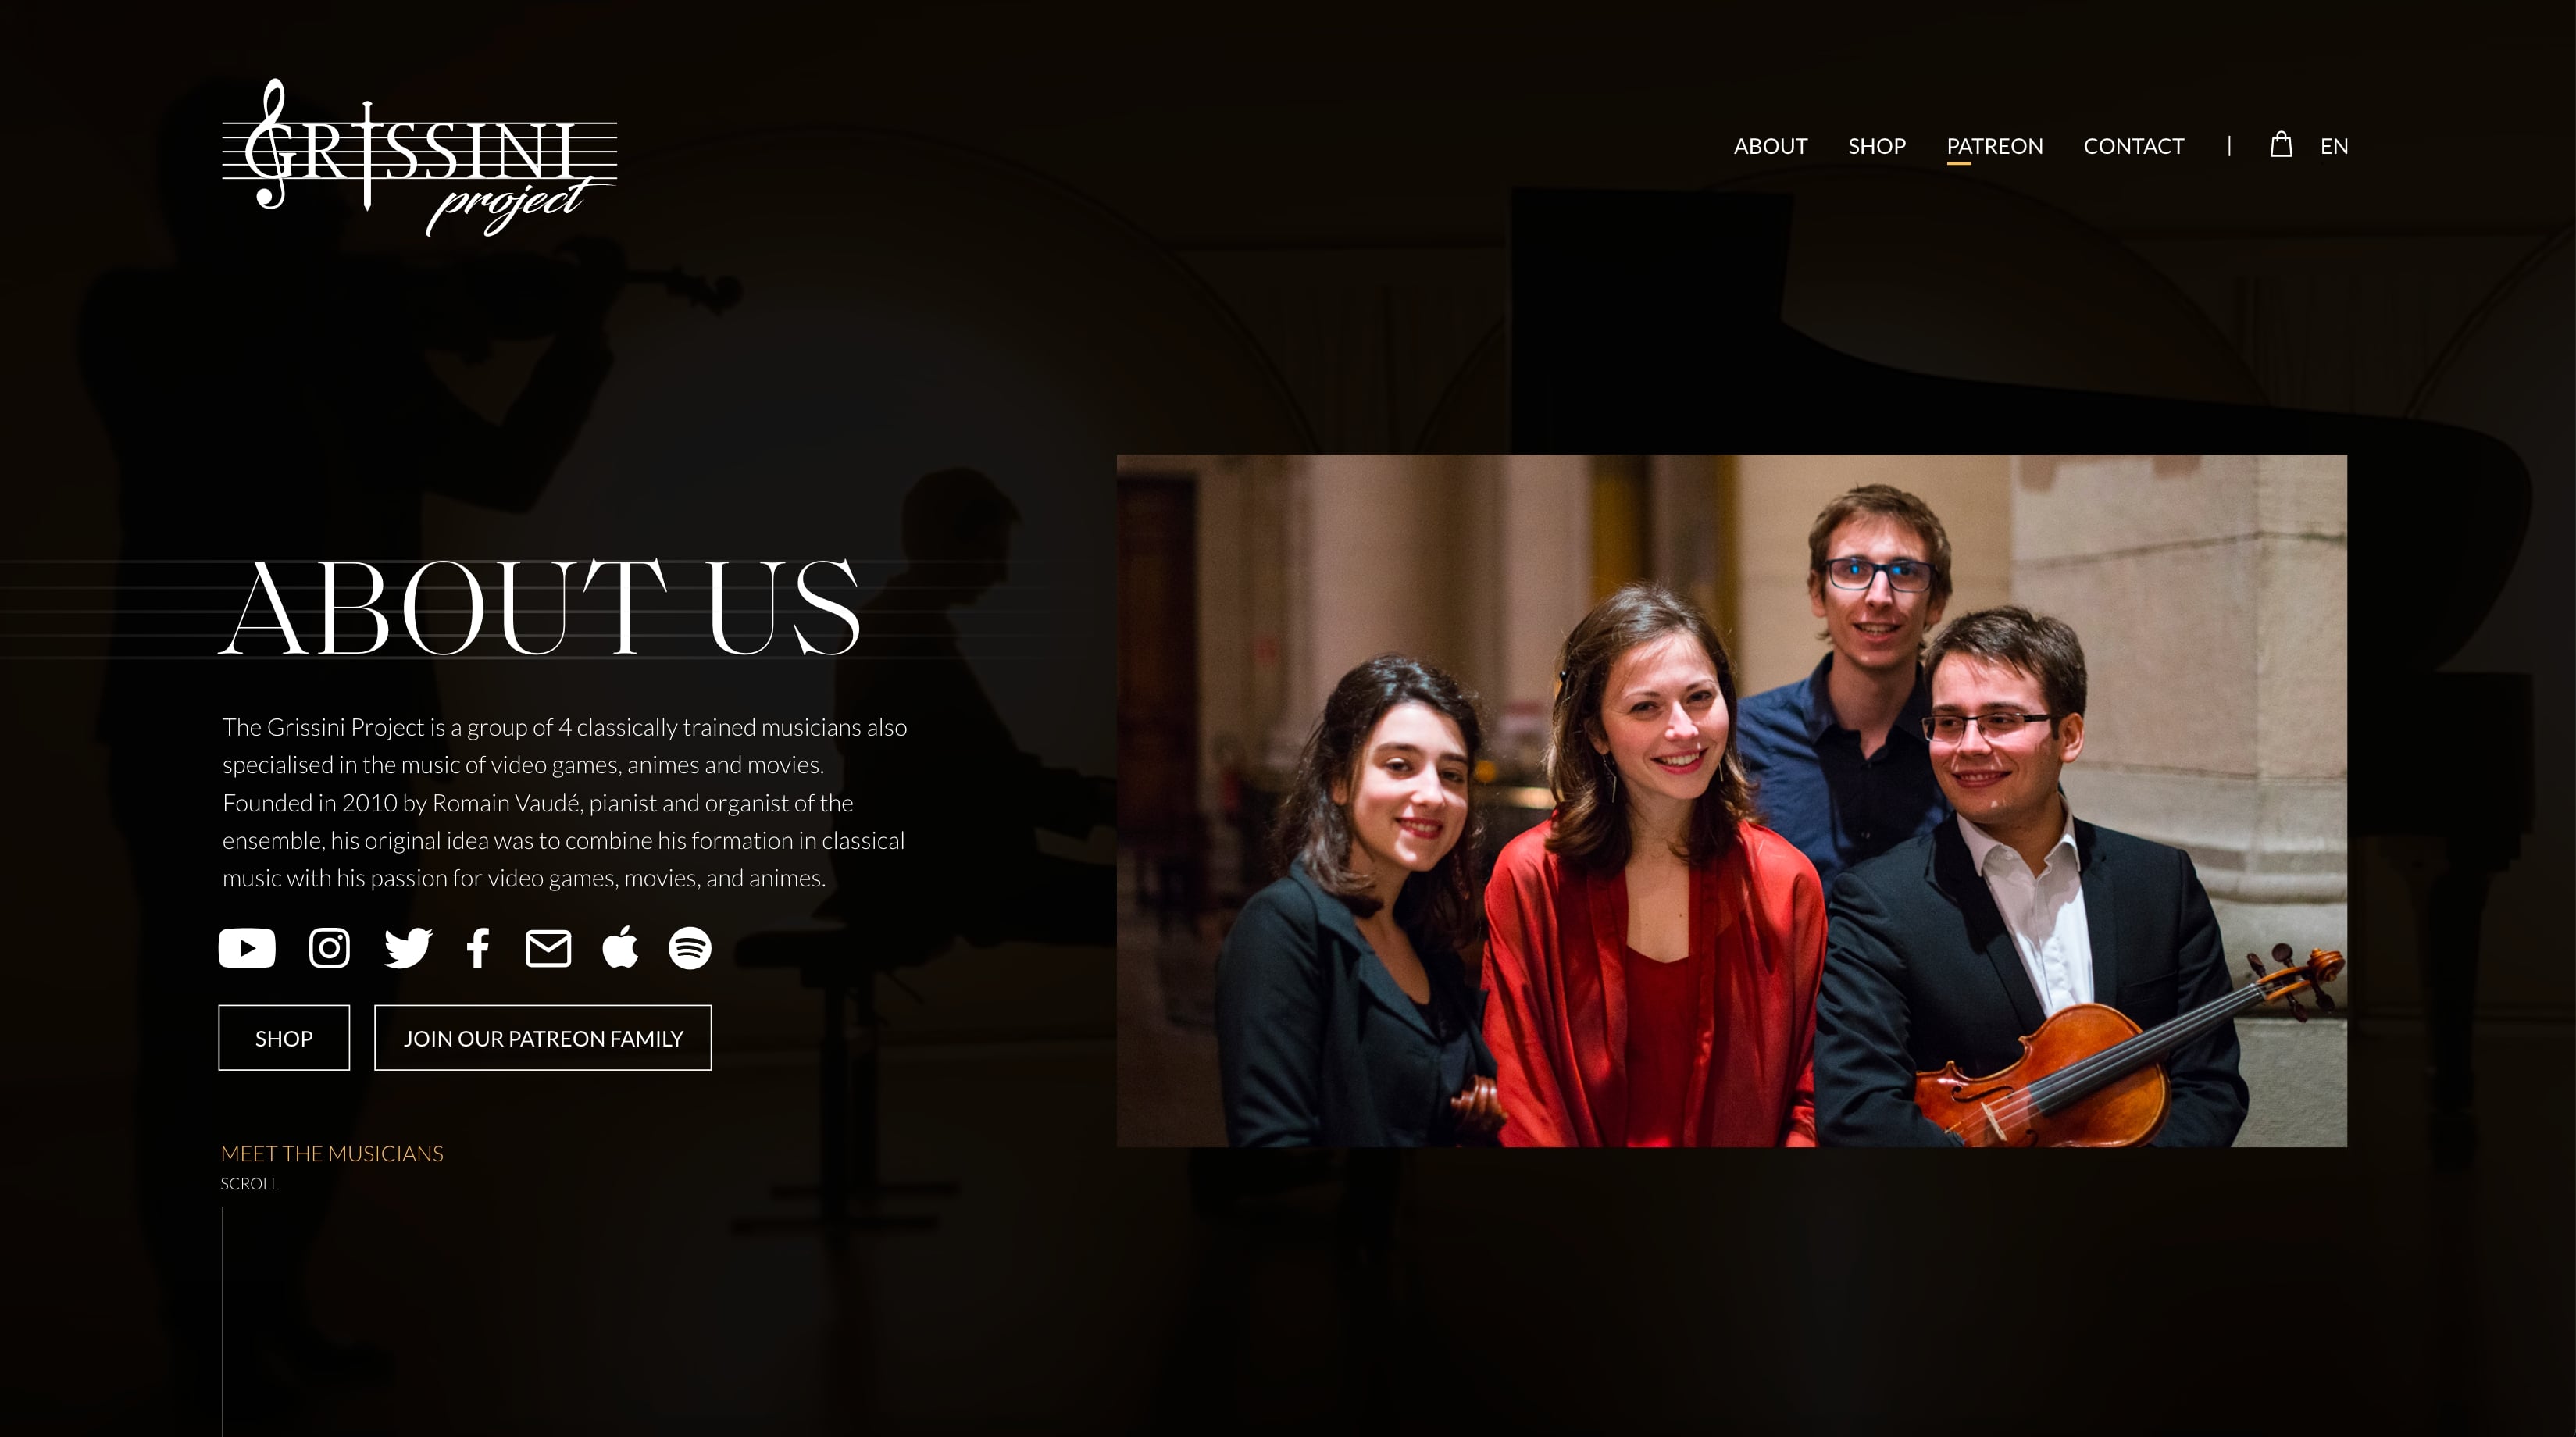 GRISSINI
project
ABOUT SHOP PATREON CONTACT | EN
ABOUT US
The Grissini Project is a group of 4 classically trained musicians also
specialised in the music of video games, animes and movies.
Founded in 2010 by Romain Vaudé, pianist and organist of the
ensemble, his original idea was to combine his formation in classical
music with his passion for video games, movies, and animes.
SHOP JOIN OUR PATREON FAMILY
MEET THE MUSICIANS
SCROLL